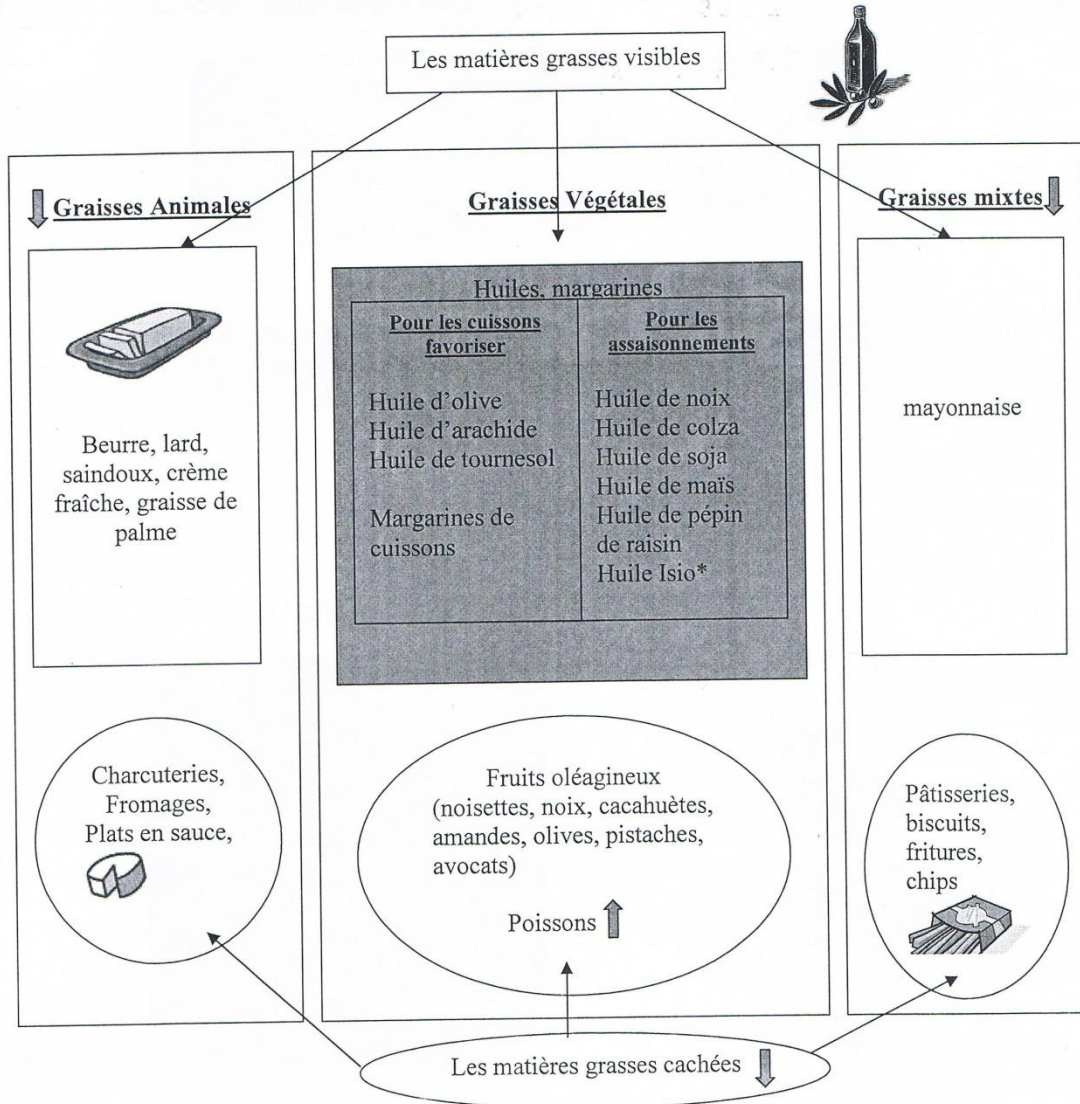 Les matières grasses visibles
Graisses Animales
Beurre, lard,
saindoux, crème
fraîche, graisse de
palme
Charcuteries,
Fromages,
Plats en sauce,
Graisses Végétales
Huiles, margarines
Pour les cuissons
favoriser
Huile d'olive
Huile d'arachide
Huile de tournesol
Margarines de
cuissons
Pour les
assaisonnements
Huile de noix
Huile de colza
Huile de soja
Huile de maïs
Huile de pépin
de raisin
Huile Isio*
Fruits oléagineux
(noisettes, noix, cacahuètes,
amandes, olives, pistaches,
avocats)
Poissons
Graisses mixtes
mayonnaise
Pâtisseries,
biscuits,
fritures,
chips
Les matières grasses cachées